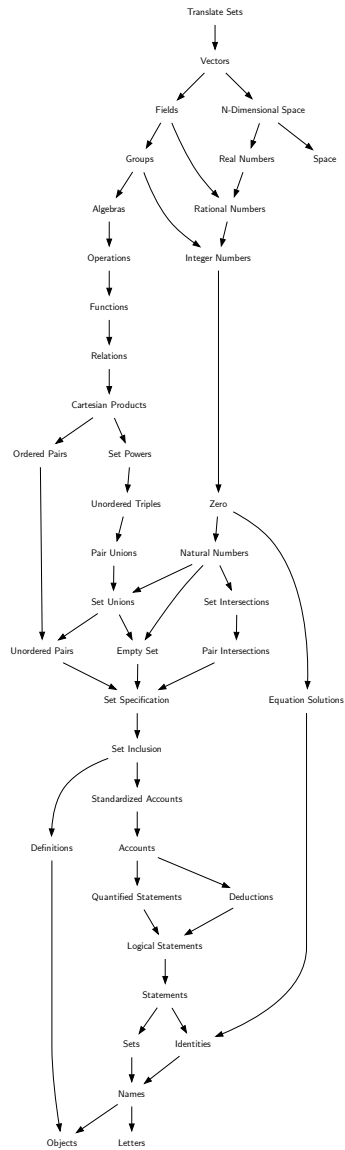 Translate Sets
Vectors
Fields
N-Dimensional Space
Groups
Real Numbers
Space
Algebras
Rational Numbers
Operations
Integer Numbers
Functions
Relations
Cartesian Products
Ordered Pairs
Set Powers
Unordered Triples
Zero
Pair Unions
Natural Numbers
Set Unions
Set Intersections
Unordered Pairs
Empty Set
Pair Intersections
Set Specification
Equation Solutions
Set Inclusion
Standardized Accounts
Definitions
Accounts
Quantified Statements
Deductions
Logical Statements
Statements
Sets
Identities
Names
Objects
Letters